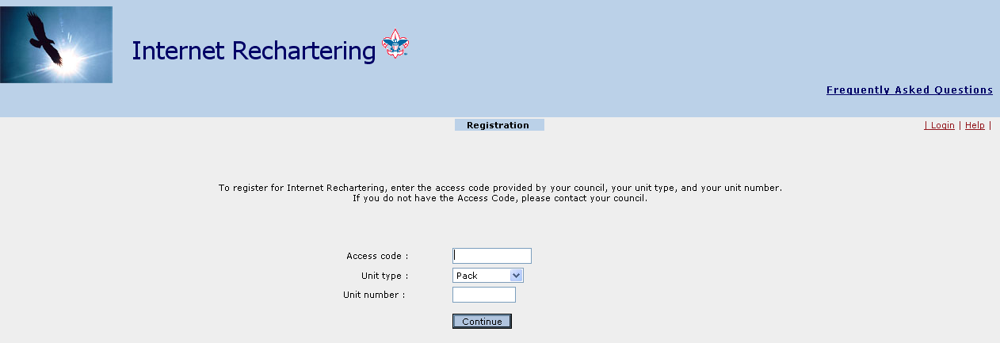 Internet Rechartering
Frequently Asked Questions
Registration
| Login | Help |
To register for Internet Rechartering, enter the access code provided by your council, your unit type, and your unit number.
If you do not have the Access Code, please contact your council.
Access code :
Unit type : Pack
Unit number :
Continue